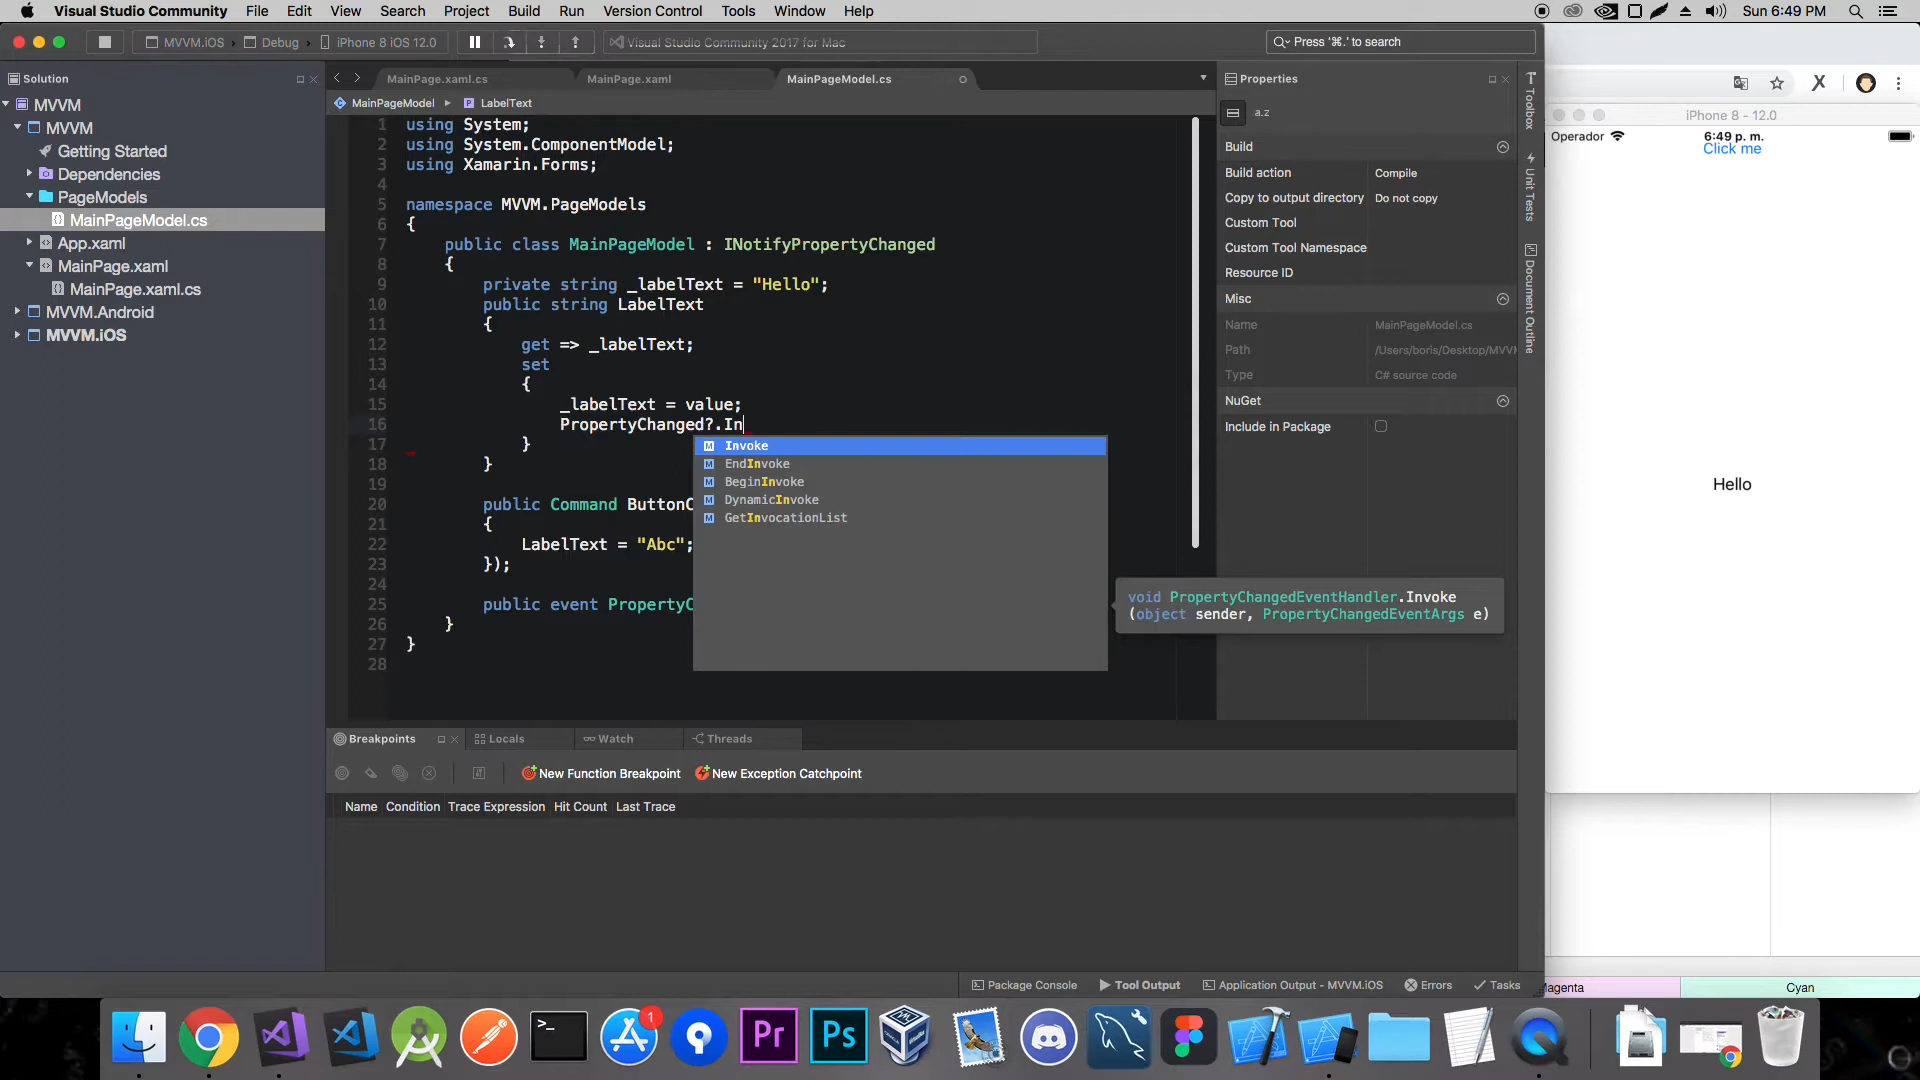 Visual Studio Community File Edit View Search Project Build Run Version Control Tools Window Help Sun 6:49 PM
MVVM.iOS Debug iPhone 8 iOS 12.0 Visual Studio Community 2017 for Mac Press '⌘.' to search
Solution
MVVM
MVVM
Getting Started
Dependencies
PageModels
MainPageModel.cs
App.xaml
MainPage.xaml
MainPage.xaml.cs
MVVM.Android
MVVM.iOS
MainPage.xaml.cs MainPage.xaml MainPageModel.cs
MainPageModel LabelText
1 using System;
2 using System.ComponentModel;
3 using Xamarin.Forms;
4
5 namespace MVVM.PageModels
6 {
7 public class MainPageModel : INotifyPropertyChanged
8 {
9 private string _labelText = "Hello";
10 public string LabelText
11 {
12 get => _labelText;
13 set
14 {
15 _labelText = value;
16 PropertyChanged?.In
17 }
18 }
19
20 public Command ButtonC
21 {
22 LabelText = "Abc";
23 });
24
25 public event PropertyC
26 }
27 }
28
Invoke
EndInvoke
BeginInvoke
DynamicInvoke
GetInvocationList
void PropertyChangedEventHandler.Invoke
(object sender, PropertyChangedEventArgs e)
Properties
a.z
Build
Build action Compile
Copy to output directory Do not copy
Custom Tool
Custom Tool Namespace
Resource ID
Misc
Name MainPageModel.cs
Path /Users/boris/Desktop/MVVM
Type C# source code
NuGet
Include in Package
Toolbox
Unit Tests
Document Outline
iPhone 8 - 12.0
Operador 6:49 p. m.
Click me
Hello
Breakpoints Locals Watch Threads
New Function Breakpoint New Exception Catchpoint
Name Condition Trace Expression Hit Count Last Trace
Package Console Tool Output Application Output - MVVM.iOS Errors Tasks
agenta Cyan
>_ 1 Pr Ps